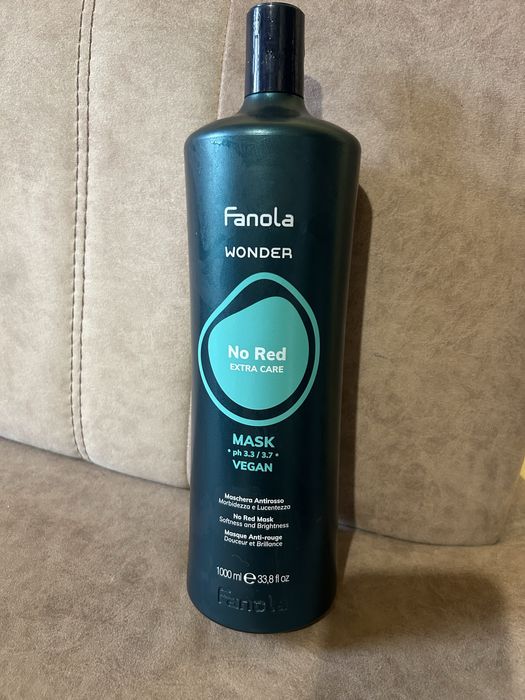 Fanola
WONDER
No Red
EXTRA CARE
MASK
• ph 3.3 / 3.7 •
VEGAN
Maschera Antirosso
Morbidezza e Lucentezza
No Red Mask
Softness and Brightness
Masque Anti-rouge
Douceur et Brillance
1000 ml ℮ 33,8 fl oz
Fanola